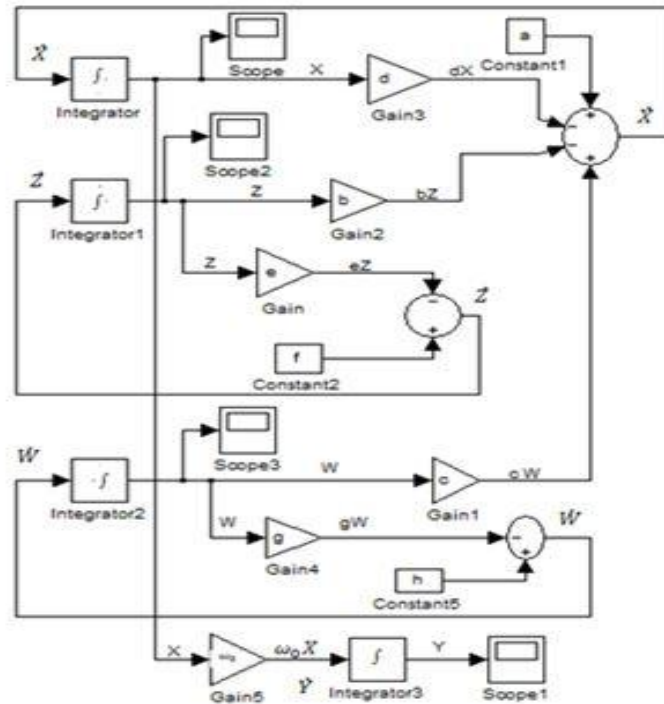 a
Constant1
Ẋ
∫
Integrator
Scope
X
d
Gain3
dX
+
−
−
+
Ẋ
Scope2
Ż
∫
Integrator1
Z
b
Gain2
bZ
Z
e
Gain
eZ
−
+
Ż
f
Constant2
Scope3
Ẇ
∫
Integrator2
W
c
Gain1
cW
W
g
Gain4
gW
−
+
Ẇ
h
Constant5
X
Gain5
ω₀X
Ẏ
∫
Integrator3
Y
Scope1